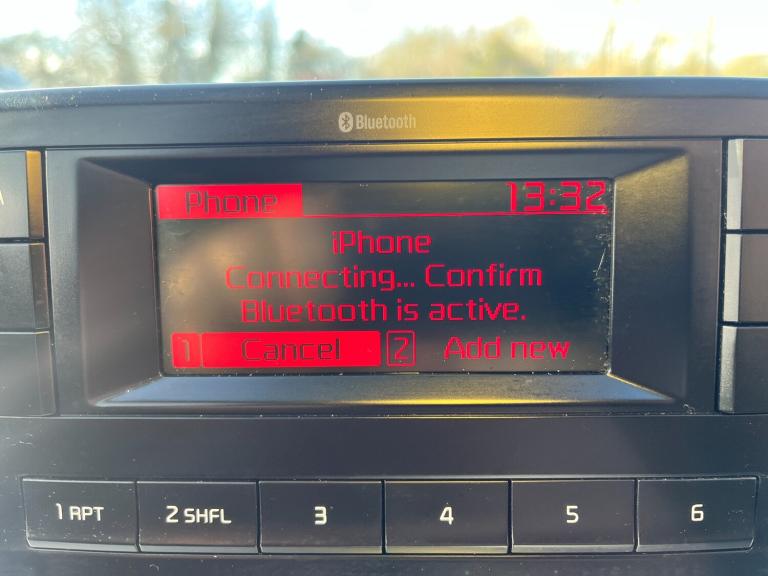 Bluetooth
Phone 13:32
iPhone
Connecting... Confirm
Bluetooth is active.
1 Cancel 2 Add new
1 RPT 2 SHFL 3 4 5 6